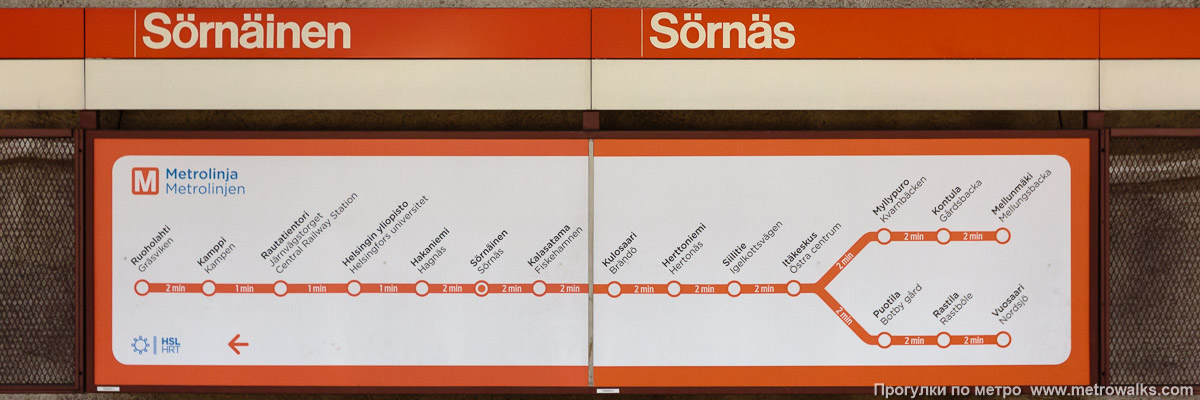 Sörnäinen
Sörnäs
M
Metrolinja
Metrolinjen
Ruoholahti
Gräsviken
2 min
Kamppi
Kampen
1 min
Rautatientori
Järnvägstorget
Central Railway Station
1 min
Helsingin yliopisto
Helsingfors universitet
1 min
Hakaniemi
Hagnäs
2 min
Sörnäinen
Sörnäs
2 min
Kalasatama
Fiskehamnen
2 min
Kulosaari
Brändö
2 min
Herttoniemi
Hertonäs
2 min
Siilitie
Igelkottsvägen
2 min
Itäkeskus
Östra centrum
2 min
Myllypuro
Kvarnbäcken
2 min
Kontula
Gårdsbacka
2 min
Mellunmäki
Mellungsbacka
2 min
Puotila
Botby gård
2 min
Rastila
Rastböle
2 min
Vuosaari
Nordsjö
HSL
HRT
Прогулки по метро www.metrowalks.com